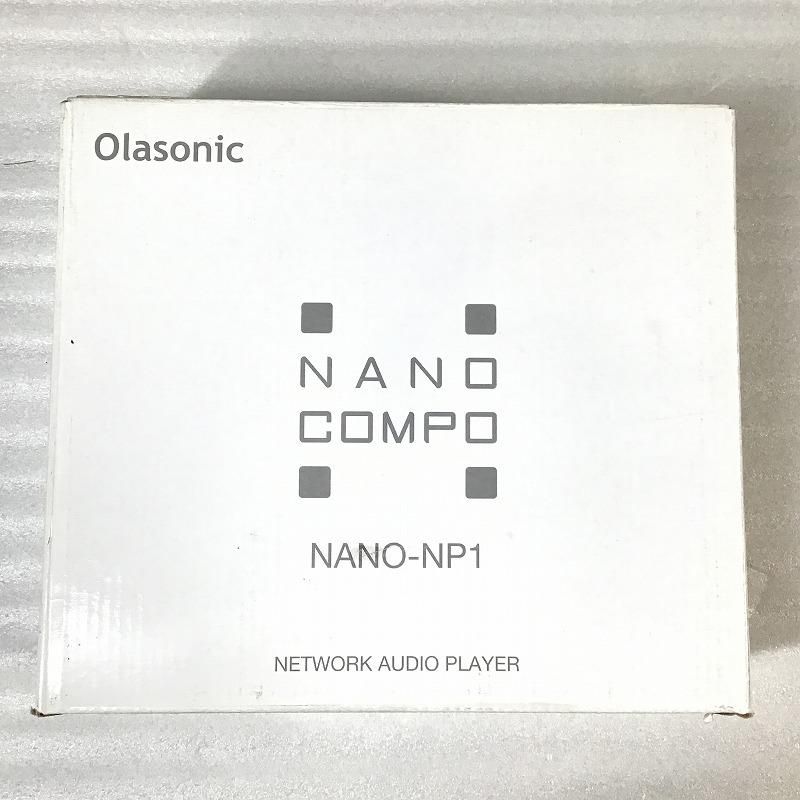 Olasonic
NANO
COMPO
NANO-NP1
NETWORK AUDIO PLAYER